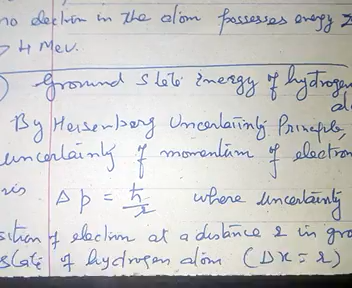 no electron in the atom possesses energy
> 4 Mev.
) Ground State Energy of hydrogen
By Heisenberg Uncertainty Principle,
uncertainty of momentum of electron
is Δp = ħ/r where uncertainty
sition of electron at a distance r in gro
state of hydrogen atom (Δx = r)